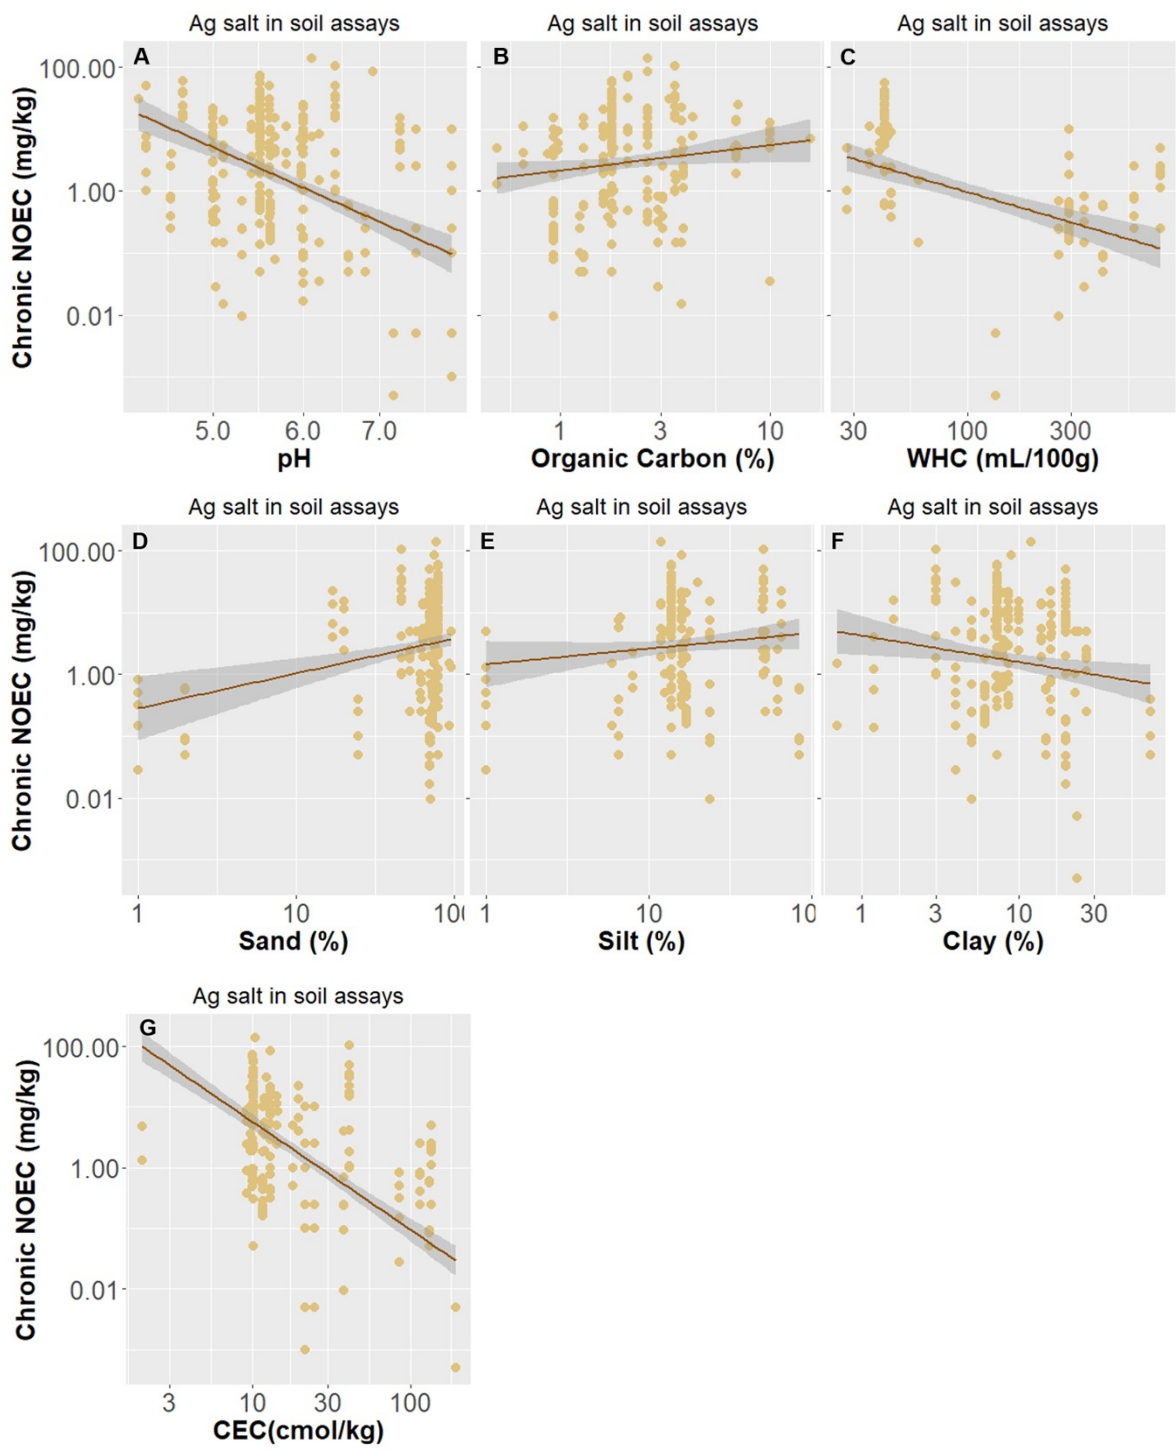 Ag salt in soil assays Ag salt in soil assays Ag salt in soil assays
A B C
Chronic NOEC (mg/kg)
100.00
1.00
0.01
5.0 6.0 7.0 1 3 10 30 100 300
pH Organic Carbon (%) WHC (mL/100g)
Ag salt in soil assays Ag salt in soil assays Ag salt in soil assays
D E F
Chronic NOEC (mg/kg)
100.00
1.00
0.01
1 10 1 10 1 3 10 30
Sand (%) Silt (%) Clay (%)
Ag salt in soil assays
G
Chronic NOEC (mg/kg)
100.00
1.00
0.01
3 10 30 100
CEC(cmol/kg)